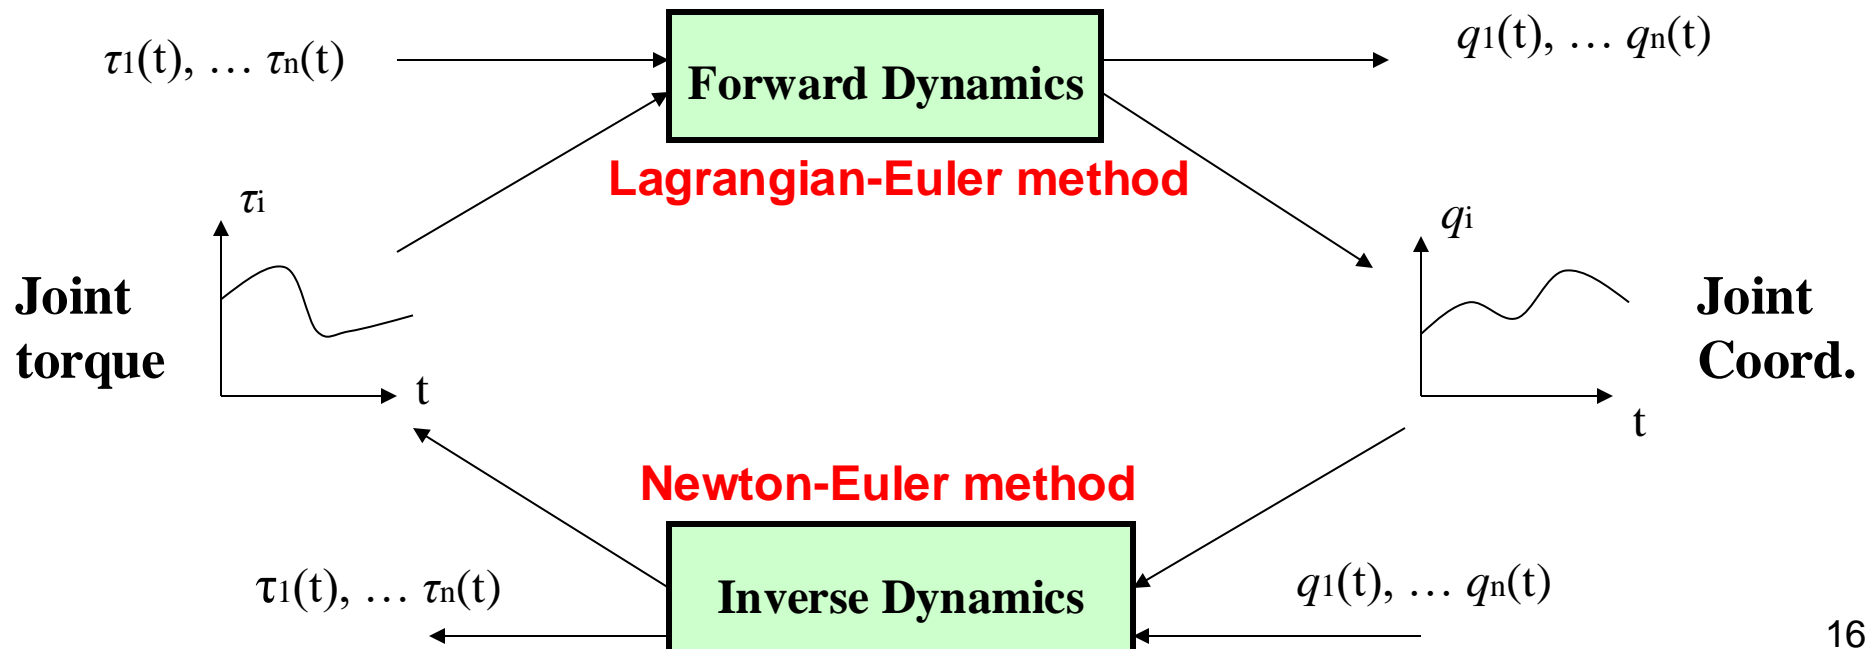 τ1(t), … τn(t)
Forward Dynamics
q1(t), … qn(t)
Lagrangian-Euler method
τi
qi
Joint
torque
t
Joint
Coord.
t
Newton-Euler method
τ1(t), … τn(t)
Inverse Dynamics
q1(t), … qn(t)
16